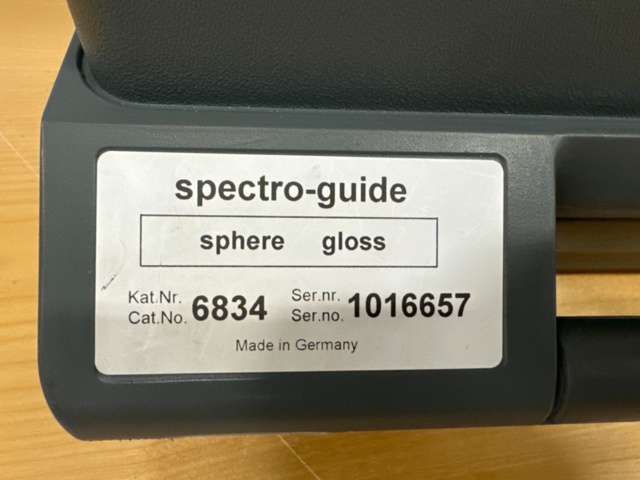 spectro-guide
sphere gloss
Kat.Nr. Cat.No. 6834 Ser.nr. Ser.no. 1016657
Made in Germany